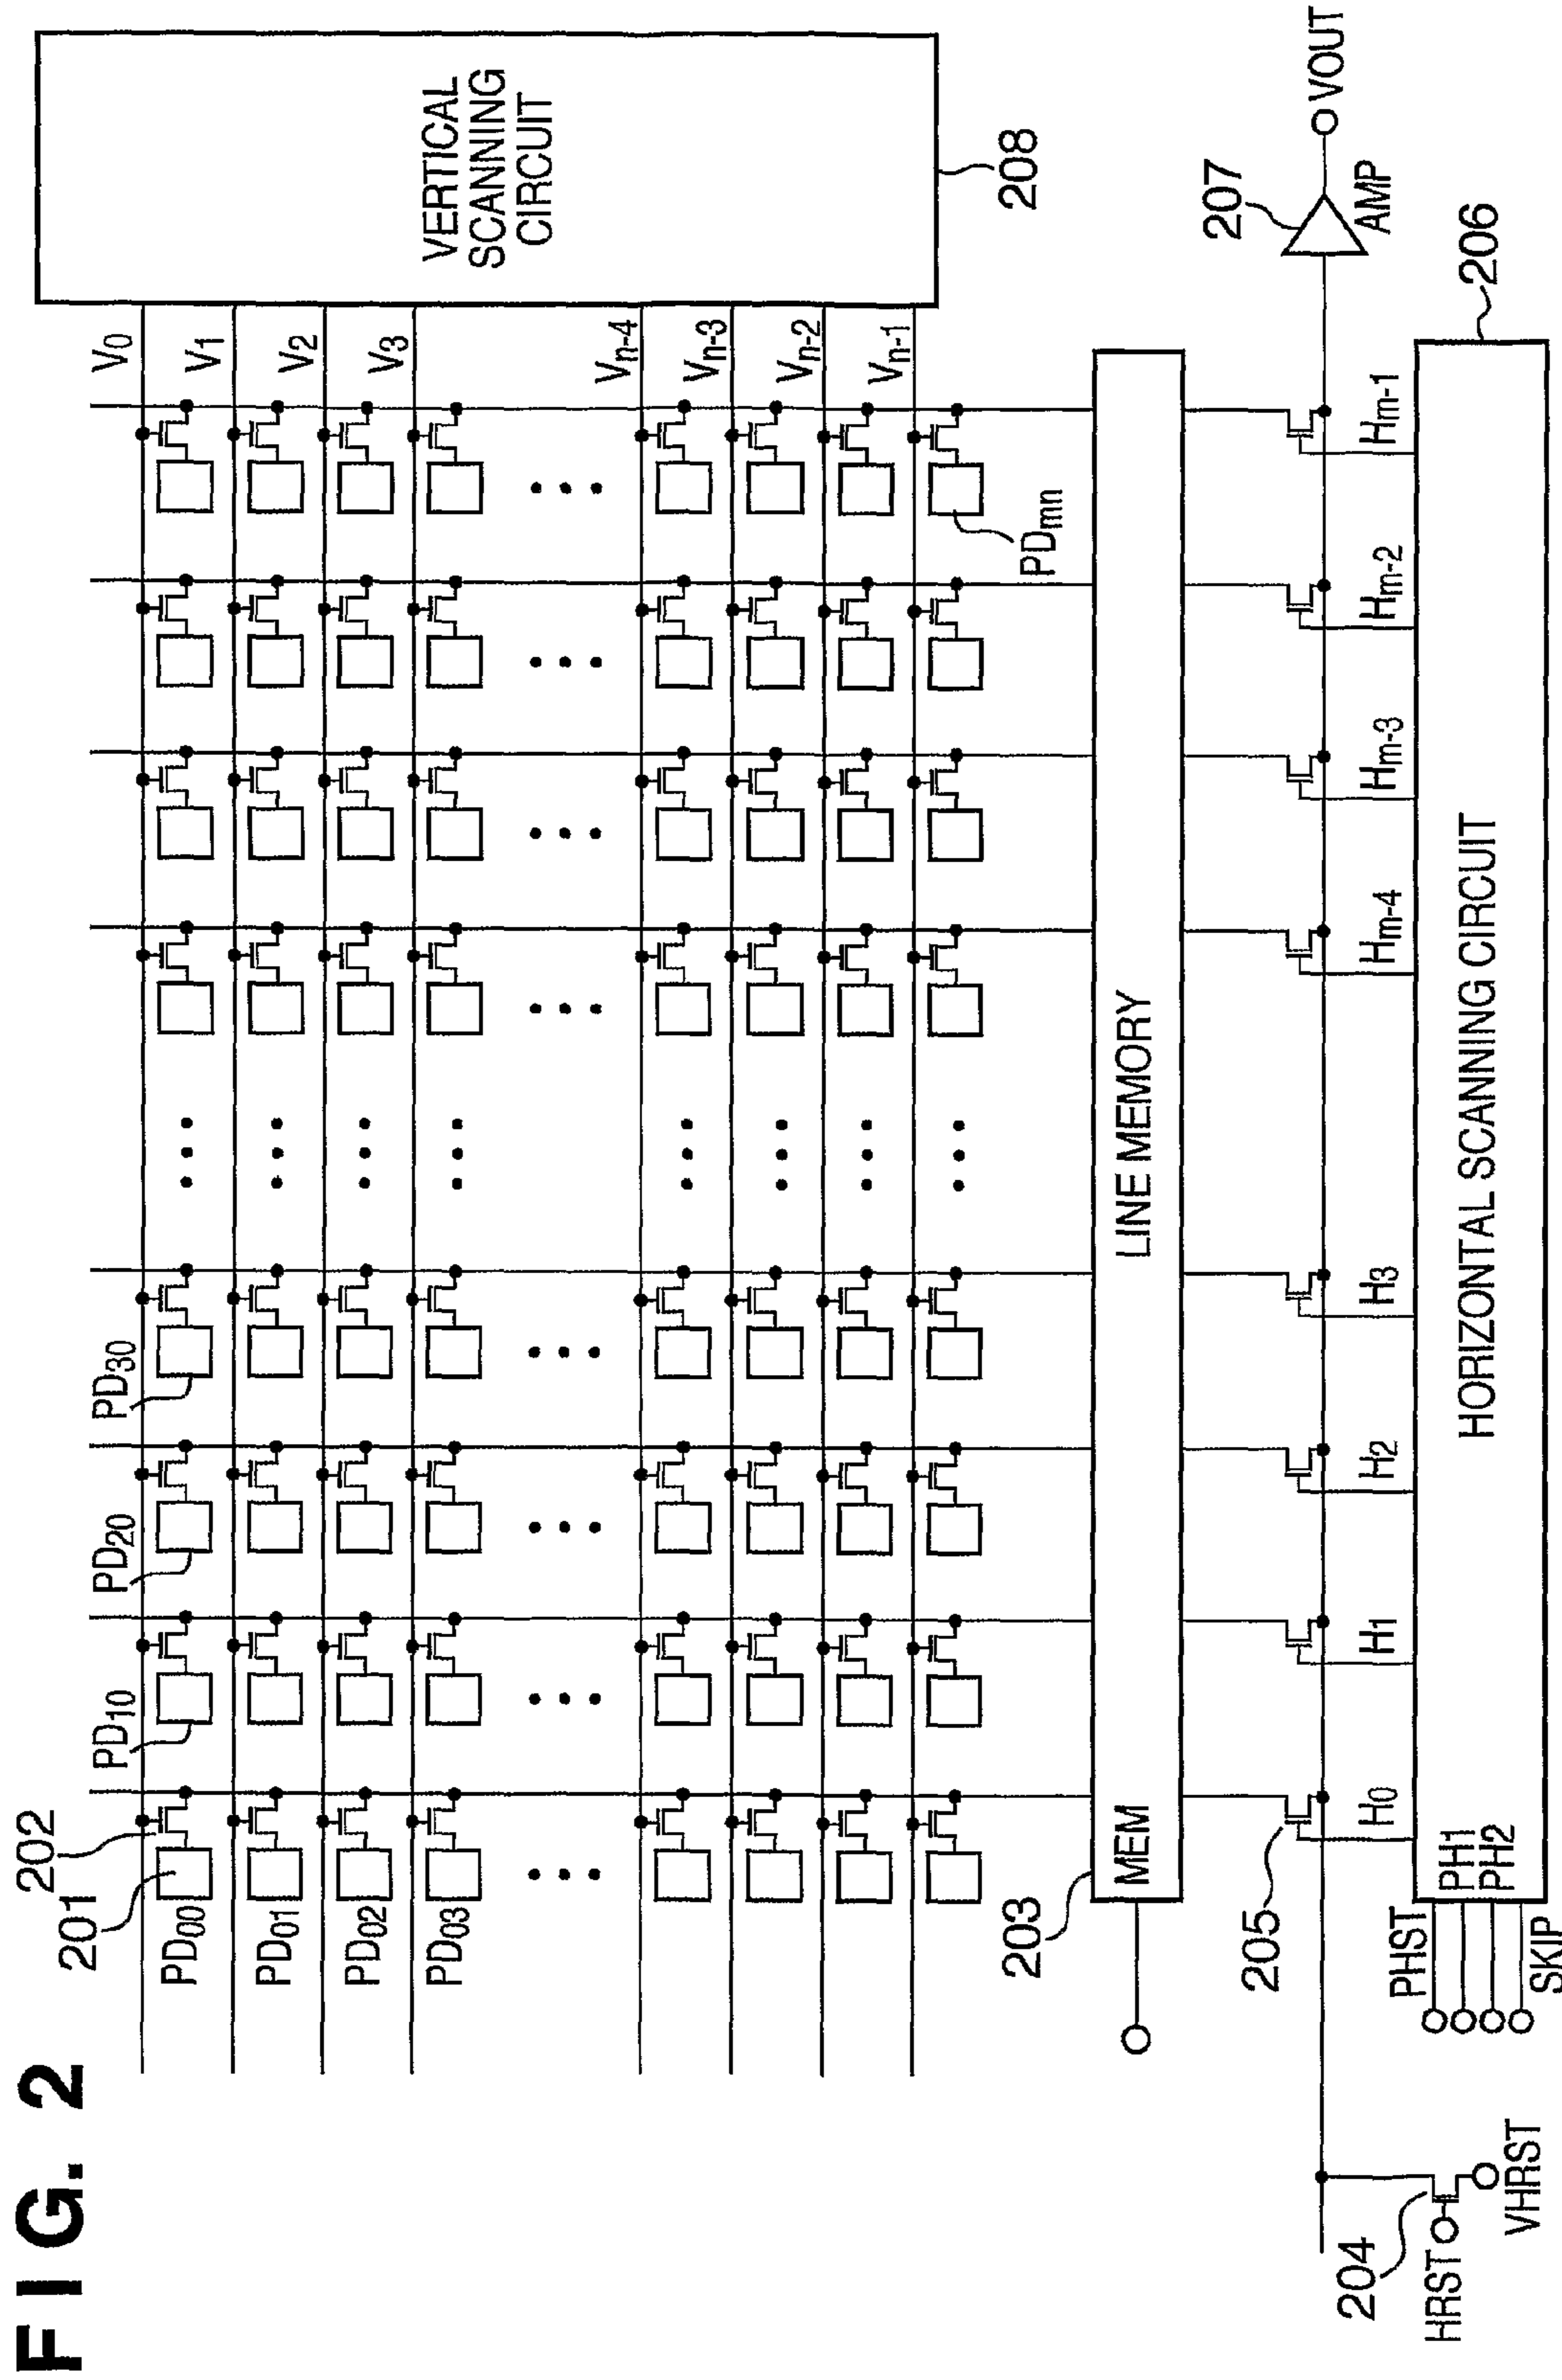 FIG. 2
201
202
PD00
PD10
PD20
PD30
PD01
PD02
PD03
V0
V1
V2
V3
Vn-4
Vn-3
Vn-2
Vn-1
VERTICAL
SCANNING
CIRCUIT
208
PDmn
203
MEM
LINE MEMORY
205
207
AMP
VOUT
H0
H1
H2
H3
Hm-4
Hm-3
Hm-2
Hm-1
206
204
HRST
VHRST
PHST
PH1
PH2
SKIP
HORIZONTAL SCANNING CIRCUIT